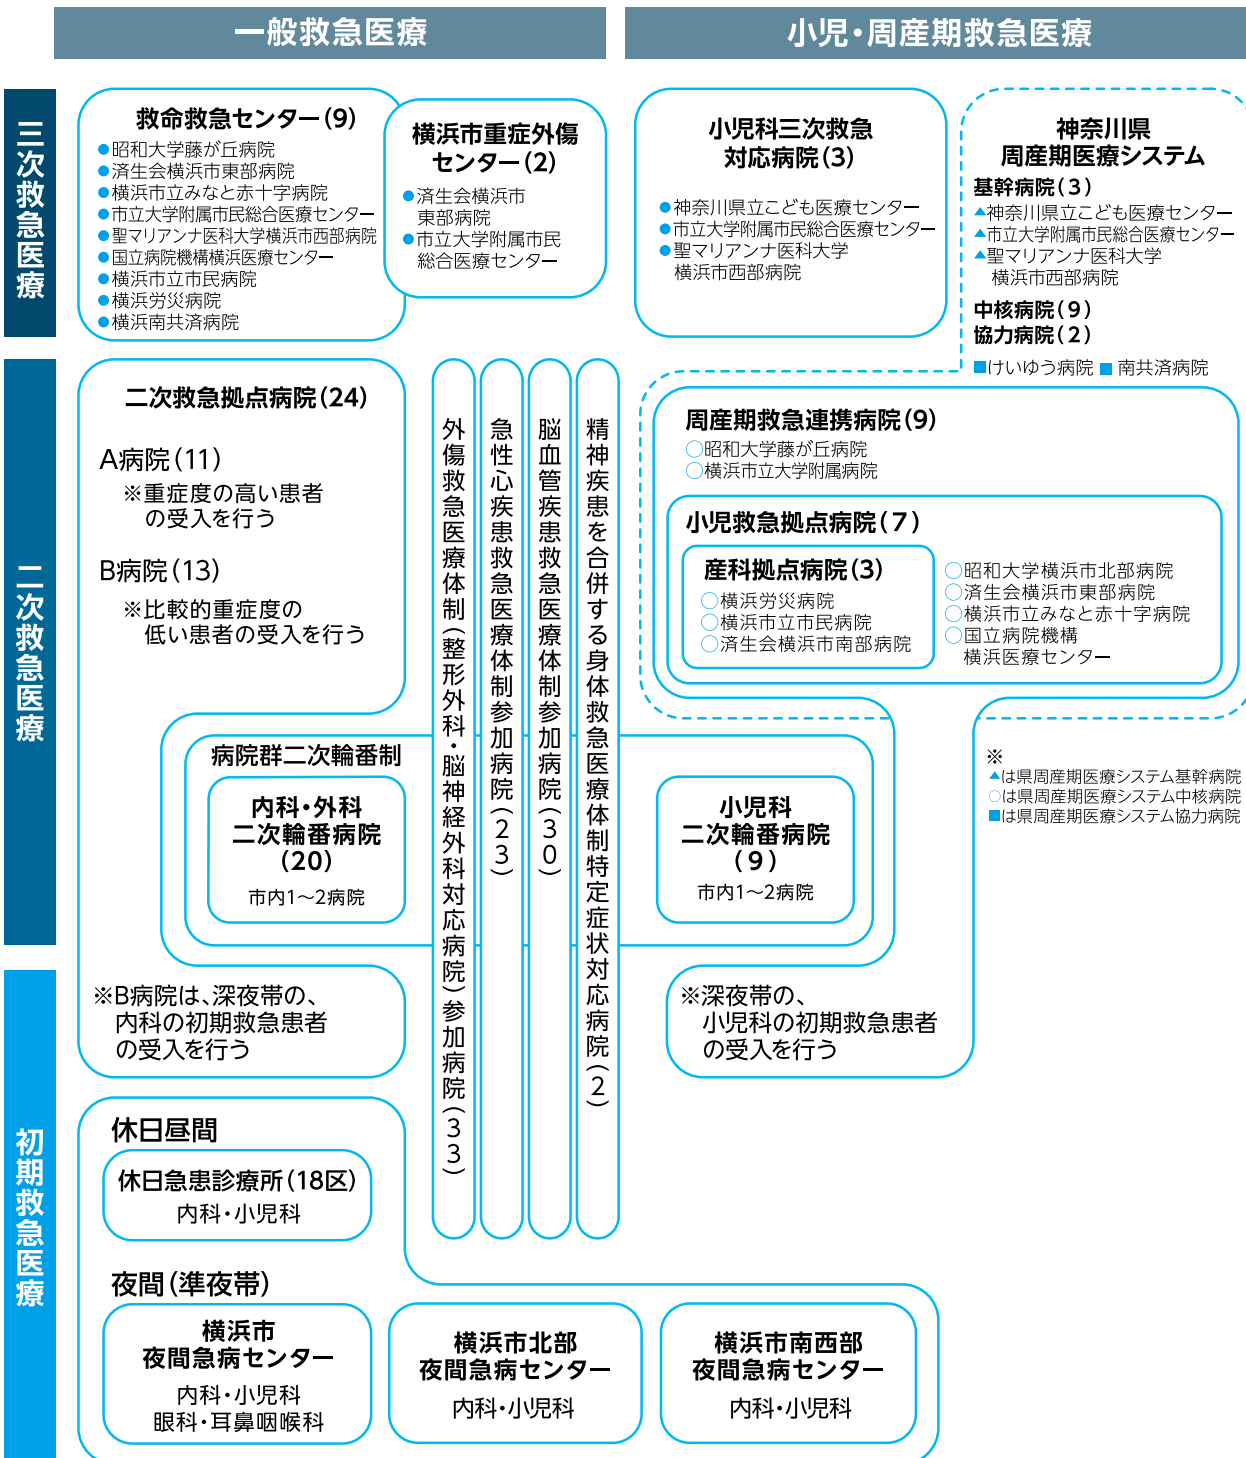 一般救急医療
小児・周産期救急医療
三次救急医療
救命救急センター(9)
●昭和大学藤が丘病院
●済生会横浜市東部病院
●横浜市立みなと赤十字病院
●市立大学附属市民総合医療センター
●聖マリアンナ医科大学横浜市西部病院
●国立病院機構横浜医療センター
●横浜市立市民病院
●横浜労災病院
●横浜南共済病院
横浜市重症外傷
センター(2)
●済生会横浜市
東部病院
●市立大学附属市民
総合医療センター
小児科三次救急
対応病院(3)
●神奈川県立こども医療センター
●市立大学附属市民総合医療センター
●聖マリアンナ医科大学
横浜市西部病院
神奈川県
周産期医療システム
基幹病院(3)
▲神奈川県立こども医療センター
▲市立大学附属市民総合医療センター
▲聖マリアンナ医科大学
横浜市西部病院
中核病院(9)
協力病院(2)
■けいゆう病院 ■南共済病院
二次救急医療
二次救急拠点病院(24)
A病院(11)
※重症度の高い患者
の受入を行う
B病院(13)
※比較的重症度の
低い患者の受入を行う
外傷救急医療体制(整形外科・脳神経外科対応病院)参加病院(33)
急性心疾患救急医療体制参加病院(23)
脳血管疾患救急医療体制参加病院(30)
精神疾患を合併する身体救急医療体制特定症状対応病院(2)
周産期救急連携病院(9)
○昭和大学藤が丘病院
○横浜市立大学附属病院
小児救急拠点病院(7)
産科拠点病院(3)
○横浜労災病院
○横浜市立市民病院
○済生会横浜市南部病院
○昭和大学横浜市北部病院
○済生会横浜市東部病院
○横浜市立みなと赤十字病院
○国立病院機構
横浜医療センター
病院群二次輪番制
内科・外科
二次輪番病院
(20)
市内1〜2病院
小児科
二次輪番病院
(9)
市内1〜2病院
※
▲は県周産期医療システム基幹病院
○は県周産期医療システム中核病院
■は県周産期医療システム協力病院
※B病院は、深夜帯の、
内科の初期救急患者
の受入を行う
※深夜帯の、
小児科の初期救急患者
の受入を行う
初期救急医療
休日昼間
休日急患診療所(18区)
内科・小児科
夜間(準夜帯)
横浜市
夜間急病センター
内科・小児科
眼科・耳鼻咽喉科
横浜市北部
夜間急病センター
内科・小児科
横浜市南西部
夜間急病センター
内科・小児科